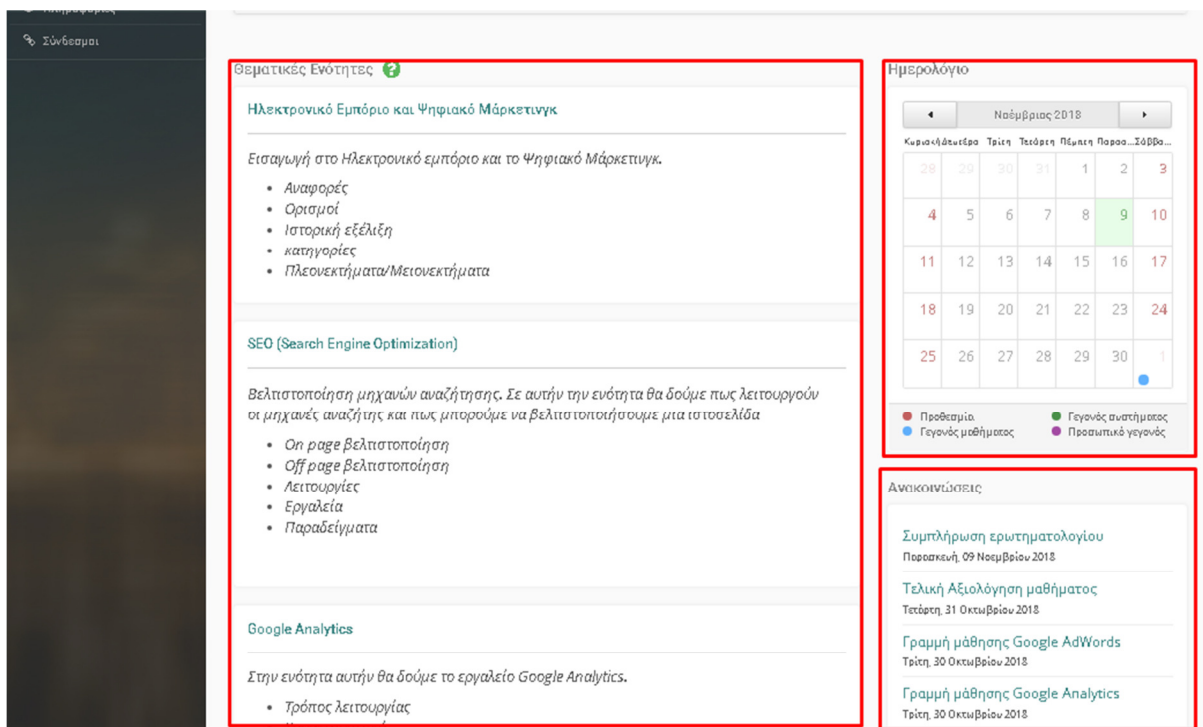 Σύνδεσμοι
Θεματικές Ενότητες ?
Ηλεκτρονικό Εμπόριο και Ψηφιακό Μάρκετινγκ
Εισαγωγή στο Ηλεκτρονικό εμπόριο και το Ψηφιακό Μάρκετινγκ.
• Αναφορές
• Ορισμοί
• Ιστορική εξέλιξη
• κατηγορίες
• Πλεονεκτήματα/Μειονεκτήματα
SEO (Search Engine Optimization)
Βελτιστοποίηση μηχανών αναζήτησης. Σε αυτήν την ενότητα θα δούμε πως λειτουργούν
οι μηχανές αναζήτης και πως μπορούμε να βελτιστοποιήσουμε μια ιστοσελίδα
• On page βελτιστοποίηση
• Off page βελτιστοποίηση
• Λειτουργίες
• Εργαλεία
• Παραδείγματα
Google Analytics
Στην ενότητα αυτήν θα δούμε το εργαλείο Google Analytics.
• Τρόπος λειτουργίας
Ημερολόγιο
Νοέμβριος 2018
Κυριακή Δευτέρα Τρίτη Τετάρτη Πέμπτη Παρασ... Σάββα...
28 29 30 31 1 2 3
4 5 6 7 8 9 10
11 12 13 14 15 16 17
18 19 20 21 22 23 24
25 26 27 28 29 30 1
Προθεσμία Γεγονός συστήματος
Γεγονός μαθήματος Προσωπικό γεγονός
Ανακοινώσεις
Συμπλήρωση ερωτηματολογίου
Παρασκευή, 09 Νοεμβρίου 2018
Τελική Αξιολόγηση μαθήματος
Τετάρτη, 31 Οκτωβρίου 2018
Γραμμή μάθησης Google AdWords
Τρίτη, 30 Οκτωβρίου 2018
Γραμμή μάθησης Google Analytics
Τρίτη, 30 Οκτωβρίου 2018